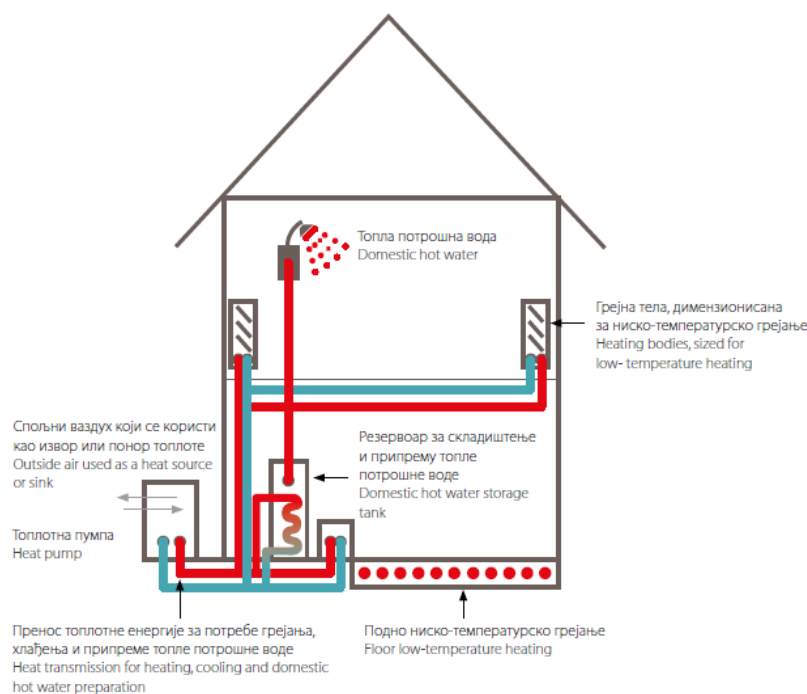 Топла потрошна вода
Domestic hot water
Грејна тела, димензионисана
за ниско-температурско грејање
Heating bodies, sized for
low- temperature heating
Спољни ваздух који се користи
као извор или понор топлоте
Outside air used as a heat source
or sink
Резервоар за складиштење
и припрему топле
потрошне воде
Domestic hot water storage
tank
Топлотна пумпа
Heat pump
Пренос топлотне енергије за потребе грејања,
хлађења и припреме топле потрошне воде
Heat transmission for heating, cooling and domestic
hot water preparation
Подно ниско-температурско грејање
Floor low-temperature heating